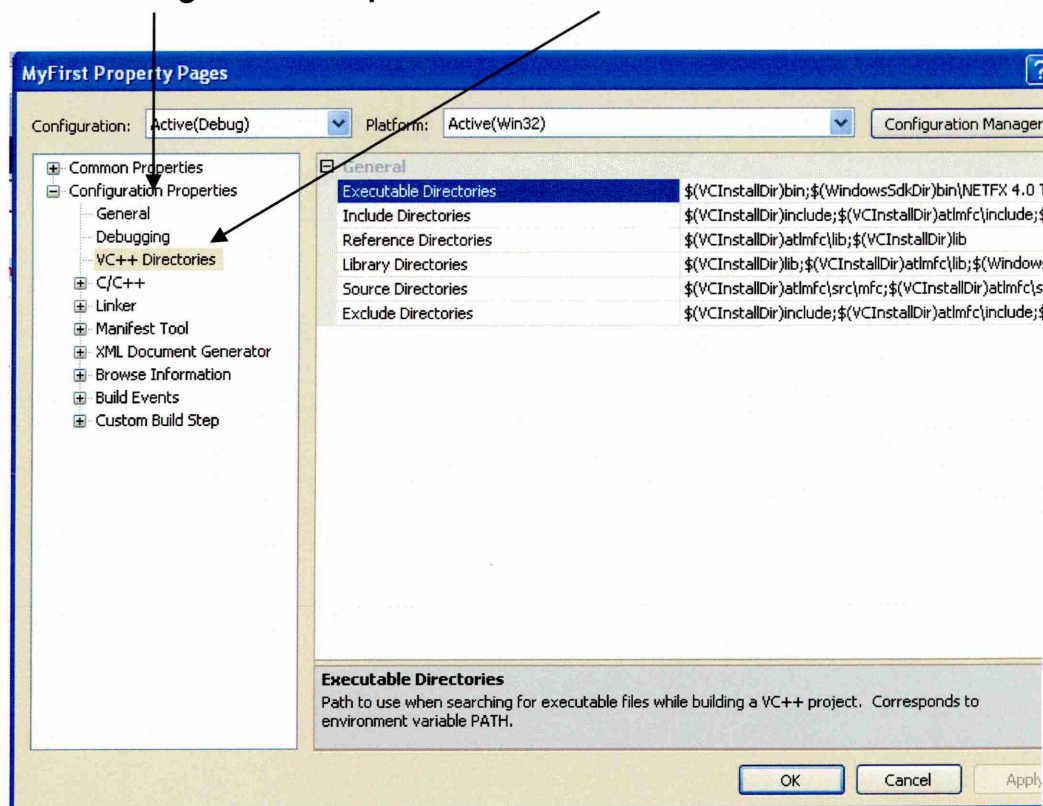 MyFirst Property Pages
Configuration: Active(Debug) Platform: Active(Win32) Configuration Manager
Common Properties
Configuration Properties
General
Debugging
VC++ Directories
C/C++
Linker
Manifest Tool
XML Document Generator
Browse Information
Build Events
Custom Build Step
General
Executable Directories $(VCInstallDir)bin;$(WindowsSdkDir)bin\NETFX 4.0 T
Include Directories $(VCInstallDir)include;$(VCInstallDir)atlmfc\include;$
Reference Directories $(VCInstallDir)atlmfc\lib;$(VCInstallDir)lib
Library Directories $(VCInstallDir)lib;$(VCInstallDir)atlmfc\lib;$(Windows
Source Directories $(VCInstallDir)atlmfc\src\mfc;$(VCInstallDir)atlmfc\s
Exclude Directories $(VCInstallDir)include;$(VCInstallDir)atlmfc\include;$
Executable Directories
Path to use when searching for executable files while building a VC++ project. Corresponds to
environment variable PATH.
OK Cancel Apply